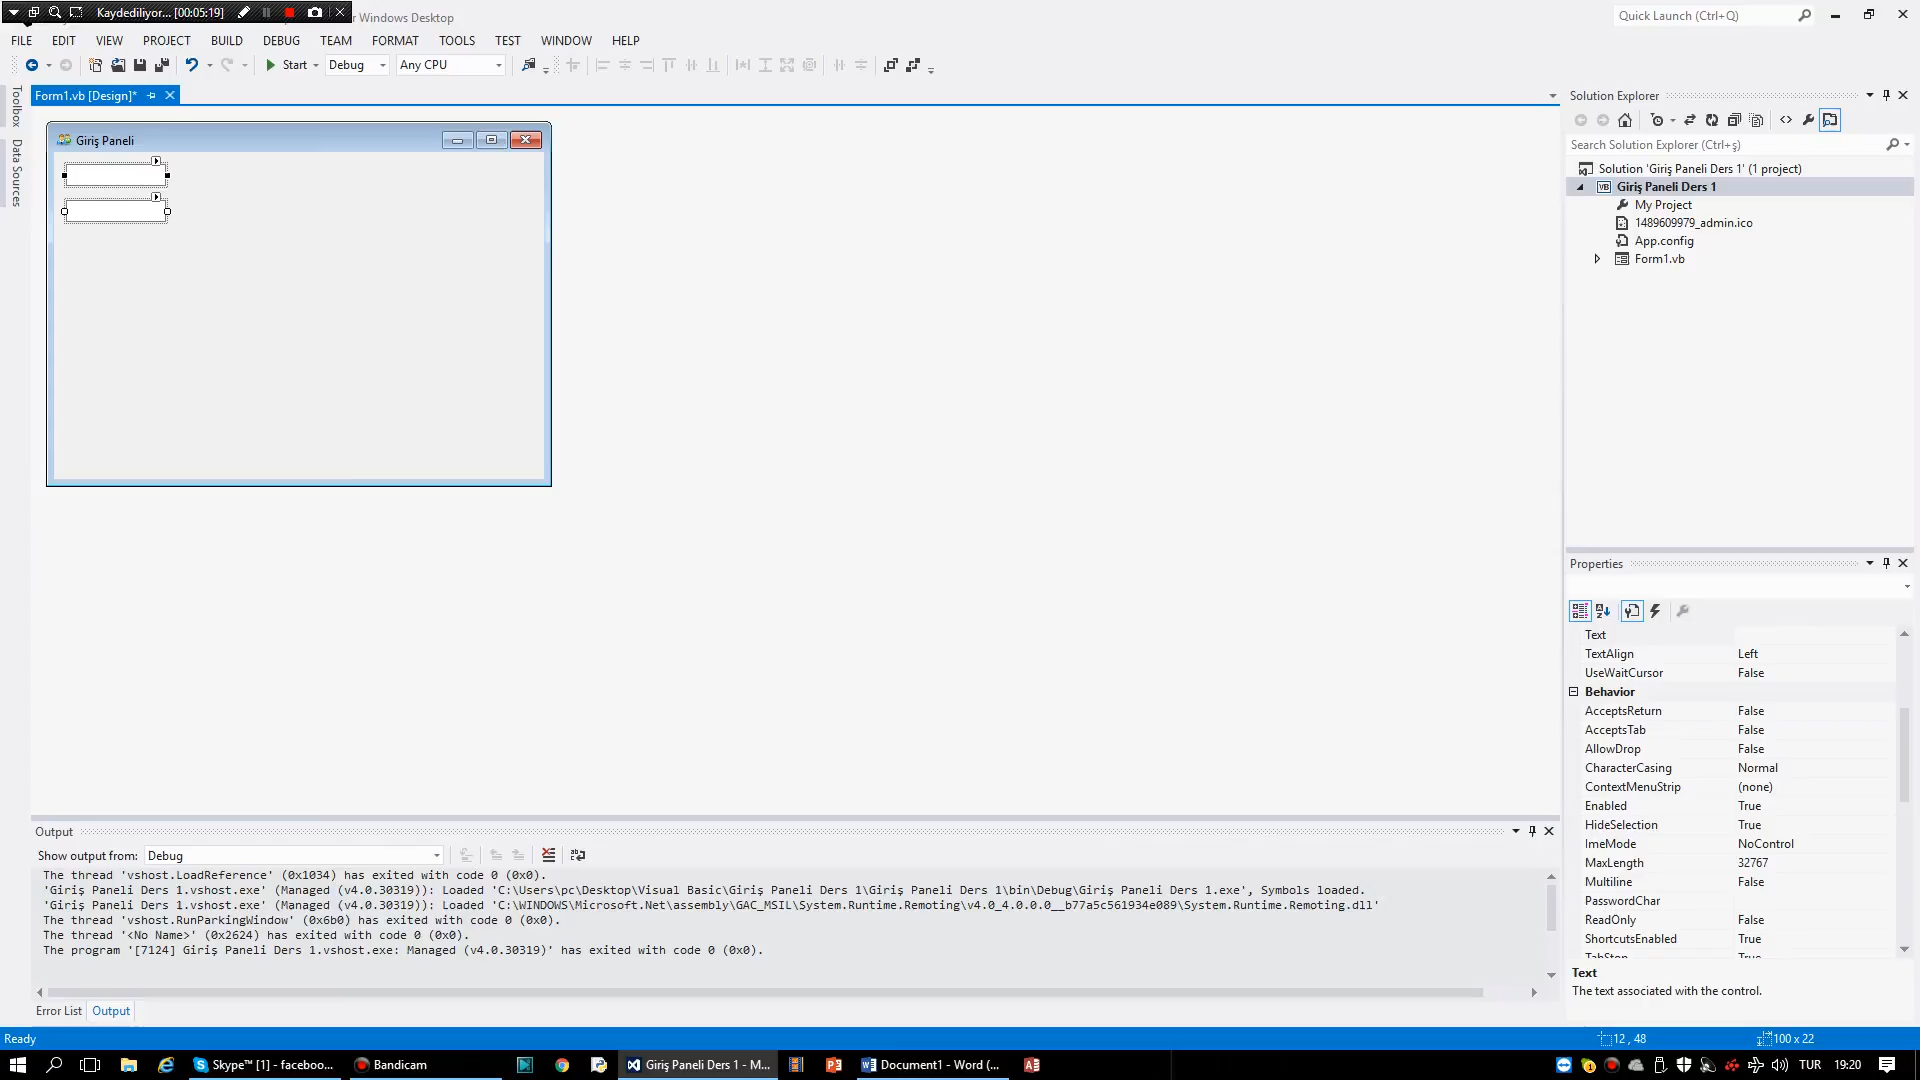 Kaydediliyor... [00:05:19]
r Windows Desktop
Quick Launch (Ctrl+Q)
FILE EDIT VIEW PROJECT BUILD DEBUG TEAM FORMAT TOOLS TEST WINDOW HELP
Start Debug Any CPU
Toolbox
Data Sources
Form1.vb [Design]*
Giriş Paneli
Solution Explorer
Search Solution Explorer (Ctrl+ş)
Solution 'Giriş Paneli Ders 1' (1 project)
VB Giriş Paneli Ders 1
My Project
1489609979_admin.ico
App.config
Form1.vb
Properties
Text
TextAlign Left
UseWaitCursor False
Behavior
AcceptsReturn False
AcceptsTab False
AllowDrop False
CharacterCasing Normal
ContextMenuStrip (none)
Enabled True
HideSelection True
ImeMode NoControl
MaxLength 32767
Multiline False
PasswordChar
ReadOnly False
ShortcutsEnabled True
TabStop True
Text
The text associated with the control.
Output
Show output from: Debug
The thread 'vshost.LoadReference' (0x1034) has exited with code 0 (0x0).
'Giriş Paneli Ders 1.vshost.exe' (Managed (v4.0.30319)): Loaded 'C:\Users\pc\Desktop\Visual Basic\Giriş Paneli Ders 1\Giriş Paneli Ders 1\bin\Debug\Giriş Paneli Ders 1.exe', Symbols loaded.
'Giriş Paneli Ders 1.vshost.exe' (Managed (v4.0.30319)): Loaded 'C:\WINDOWS\Microsoft.Net\assembly\GAC_MSIL\System.Runtime.Remoting\v4.0_4.0.0.0__b77a5c561934e089\System.Runtime.Remoting.dll'
The thread 'vshost.RunParkingWindow' (0x6b0) has exited with code 0 (0x0).
The thread '<No Name>' (0x2624) has exited with code 0 (0x0).
The program '[7124] Giriş Paneli Ders 1.vshost.exe: Managed (v4.0.30319)' has exited with code 0 (0x0).
Error List Output
Ready
12 , 48
100 x 22
Skype™ [1] - faceboo...
Bandicam
Giriş Paneli Ders 1 - M...
Document1 - Word (...
TUR 19:20